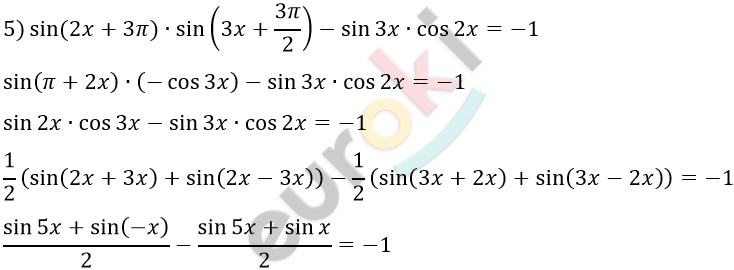 5) sin(2x + 3π) · sin(3x + 3π/2) − sin 3x · cos 2x = −1
sin(π + 2x) · (− cos 3x) − sin 3x · cos 2x = −1
sin 2x · cos 3x − sin 3x · cos 2x = −1
1/2 (sin(2x + 3x) + sin(2x − 3x)) − 1/2 (sin(3x + 2x) + sin(3x − 2x)) = −1
(sin 5x + sin(−x))/2 − (sin 5x + sin x)/2 = −1
euroki